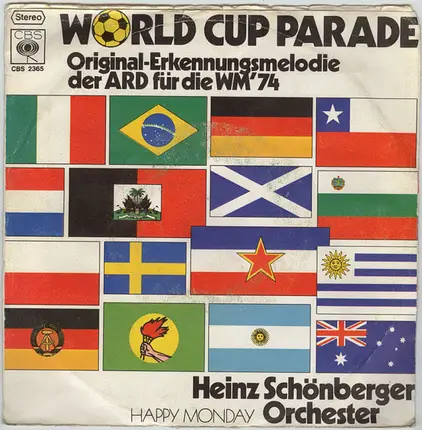 Stereo
CBS
CBS 2365
WORLD CUP PARADE
Original-Erkennungsmelodie
der ARD für die WM'74
Heinz Schönberger
HAPPY MONDAY Orchester